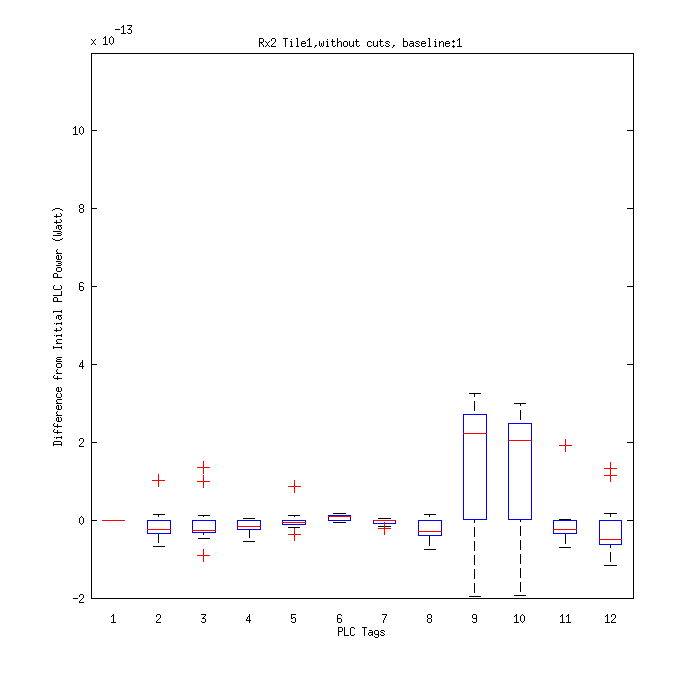 x 10-13
Rx2 Tile1,without cuts, baseline:1
10
8
6
4
2
0
-2
Difference from Initial PLC Power (Watt)
1 2 3 4 5 6 7 8 9 10 11 12
PLC Tags